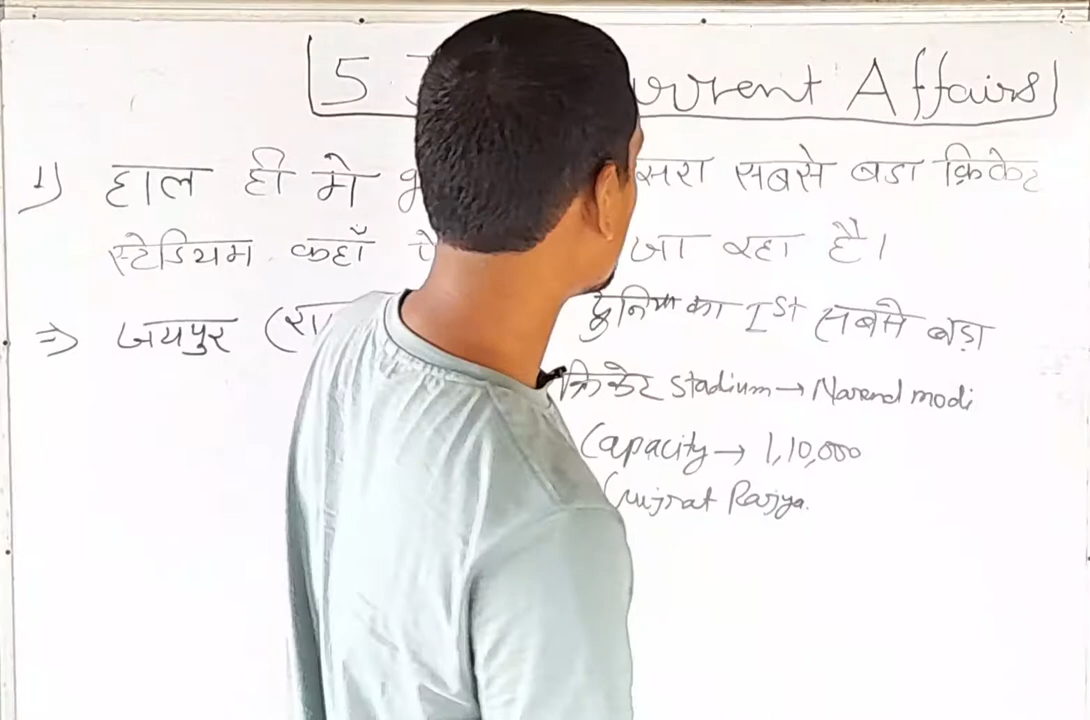 5 Current Affairs
1) हाल ही मे सरा सबसे बडा क्रिकेट
स्टेडियम कहाँ जा रहा है।
⇒ जयपुर (रा
दुनिया का 1st सबसे बड़ा
क्रिकेट stadium → Narend modi
Capacity → 1,10,000
Gujrat Rajya.